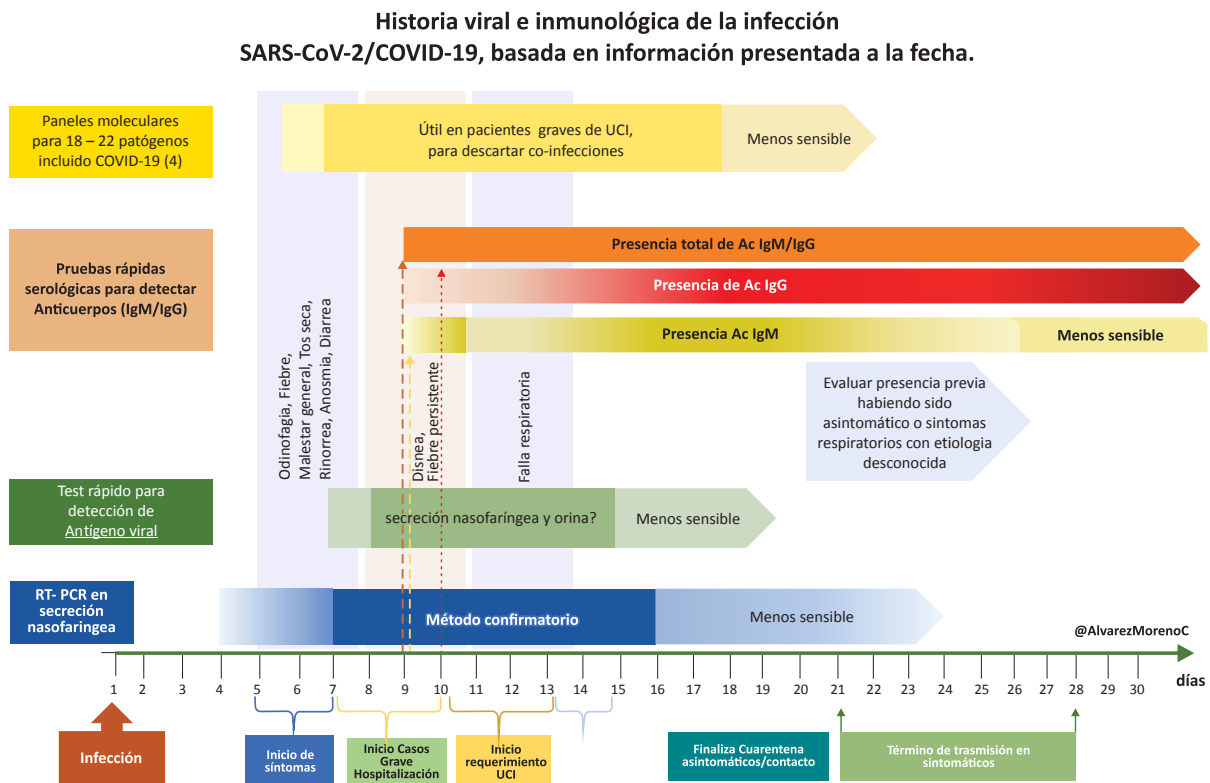 Historia viral e inmunológica de la infección
SARS-CoV-2/COVID-19, basada en información presentada a la fecha.
Paneles moleculares
para 18 – 22 patógenos
incluido COVID-19 (4)
Útil en pacientes graves de UCI,
para descartar co-infecciones
Menos sensible
Pruebas rápidas
serológicas para detectar
Anticuerpos (IgM/IgG)
Presencia total de Ac IgM/IgG
Presencia de Ac IgG
Presencia Ac IgM
Menos sensible
Odinofagia, Fiebre,
Malestar general, Tos seca,
Rinorrea, Anosmia, Diarrea
Disnea,
Fiebre persistente
Falla respiratoria
Evaluar presencia previa
habiendo sido
asintomático o sintomas
respiratorios con etiologia
desconocida
Test rápido para
detección de
Antígeno viral
secreción nasofaríngea y orina?
Menos sensible
RT- PCR en
secreción
nasofaringea
Método confirmatorio
Menos sensible
@AlvarezMorenoC
1 2 3 4 5 6 7 8 9 10 11 12 13 14 15 16 17 18 19 20 21 22 23 24 25 26 27 28 29 30
días
Infección
Inicio de
síntomas
Inicio Casos
Grave
Hospitalización
Inicio
requerimiento
UCI
Finaliza Cuarentena
asintomáticos/contacto
Término de trasmisión en
sintomáticos